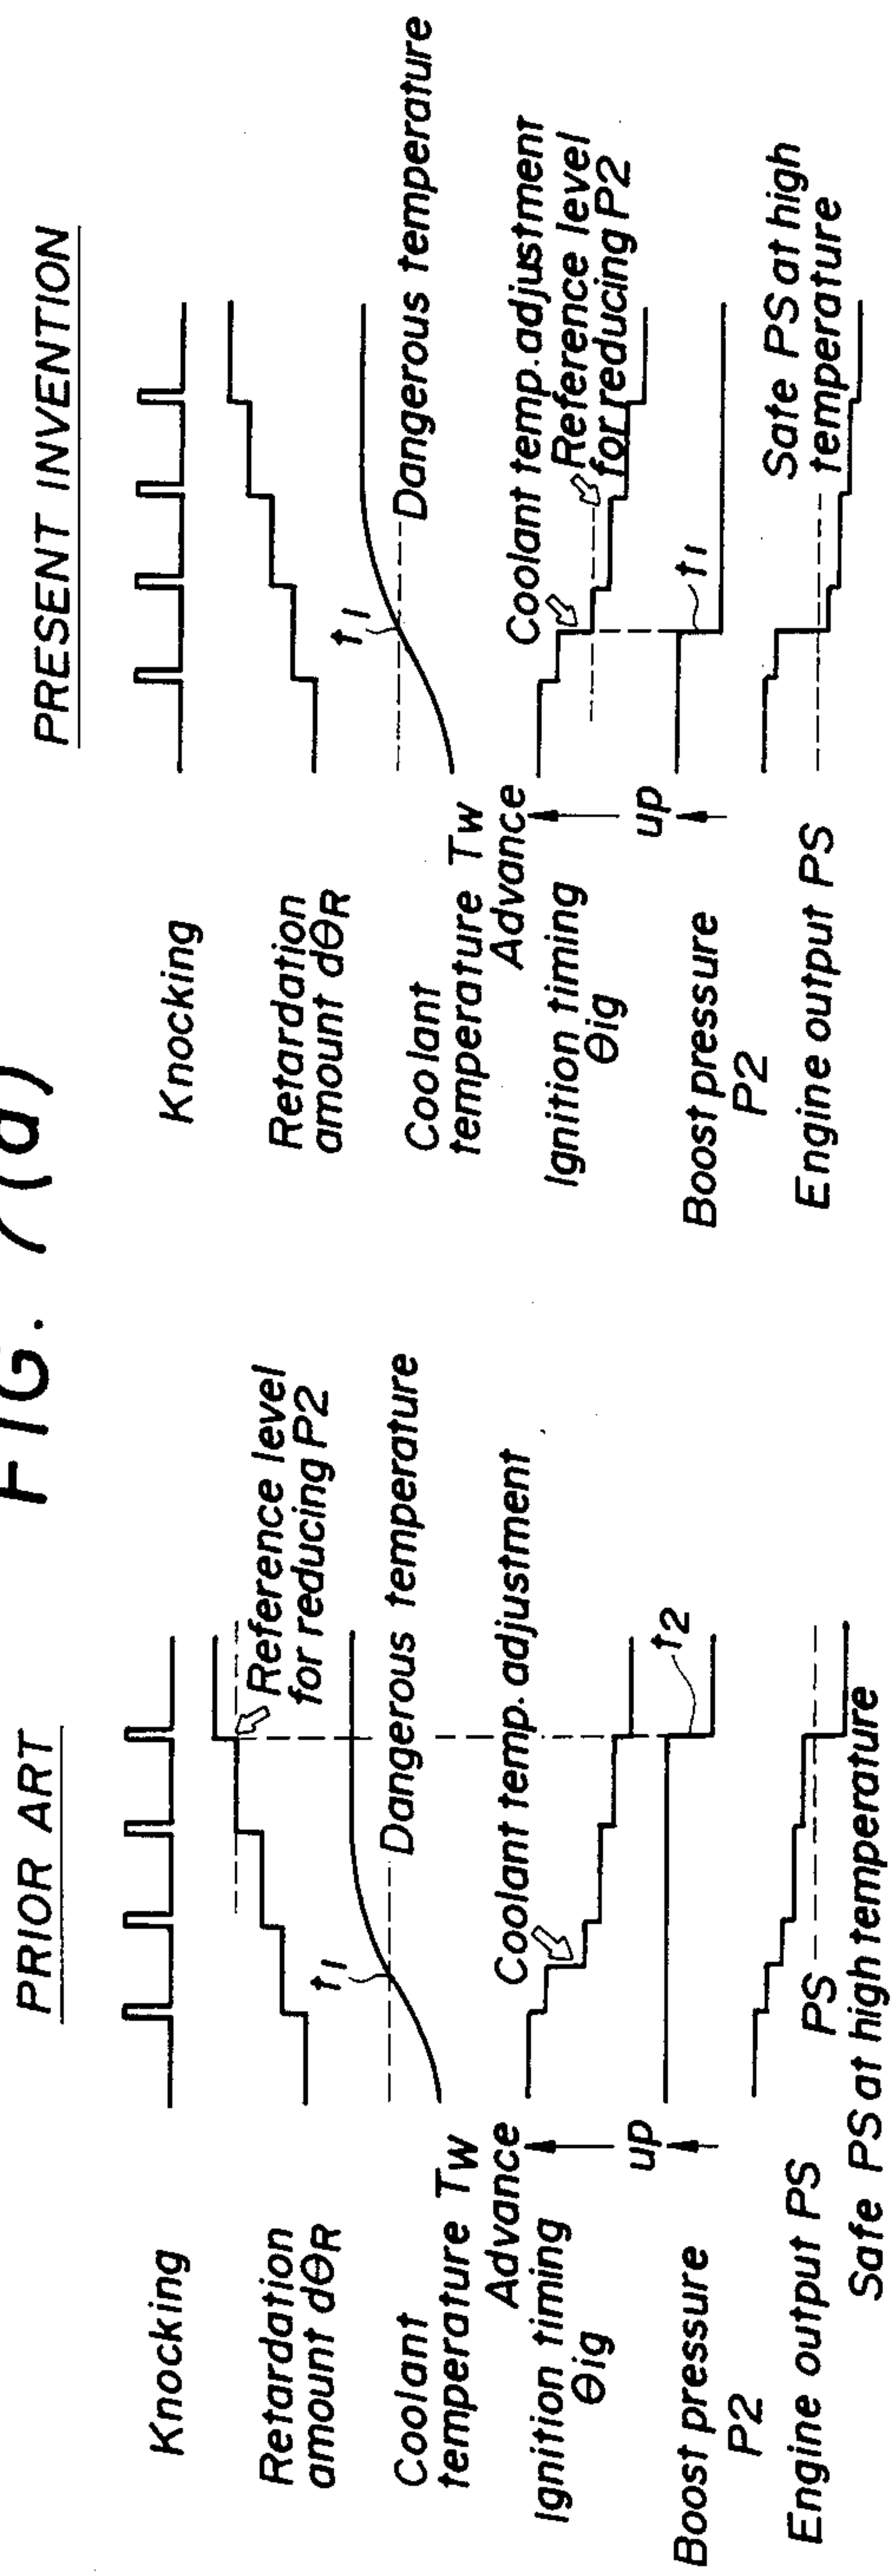 FIG. 7(a)
PRIOR ART
Knocking
Retardation
amount dθR
Reference level
for reducing P2
Coolant
temperature Tw
t1
Dangerous temperature
Advance
Ignition timing
θig
Coolant temp. adjustment
up
Boost pressure
P2
t2
Engine output PS
PS
Safe PS at high temperature
PRESENT INVENTION
Knocking
Retardation
amount dθR
Coolant
temperature Tw
t1
Dangerous temperature
Advance
Ignition timing
θig
Coolant temp. adjustment
Reference level
for reducing P2
up
Boost pressure
P2
t1
Engine output PS
Safe PS at high
temperature